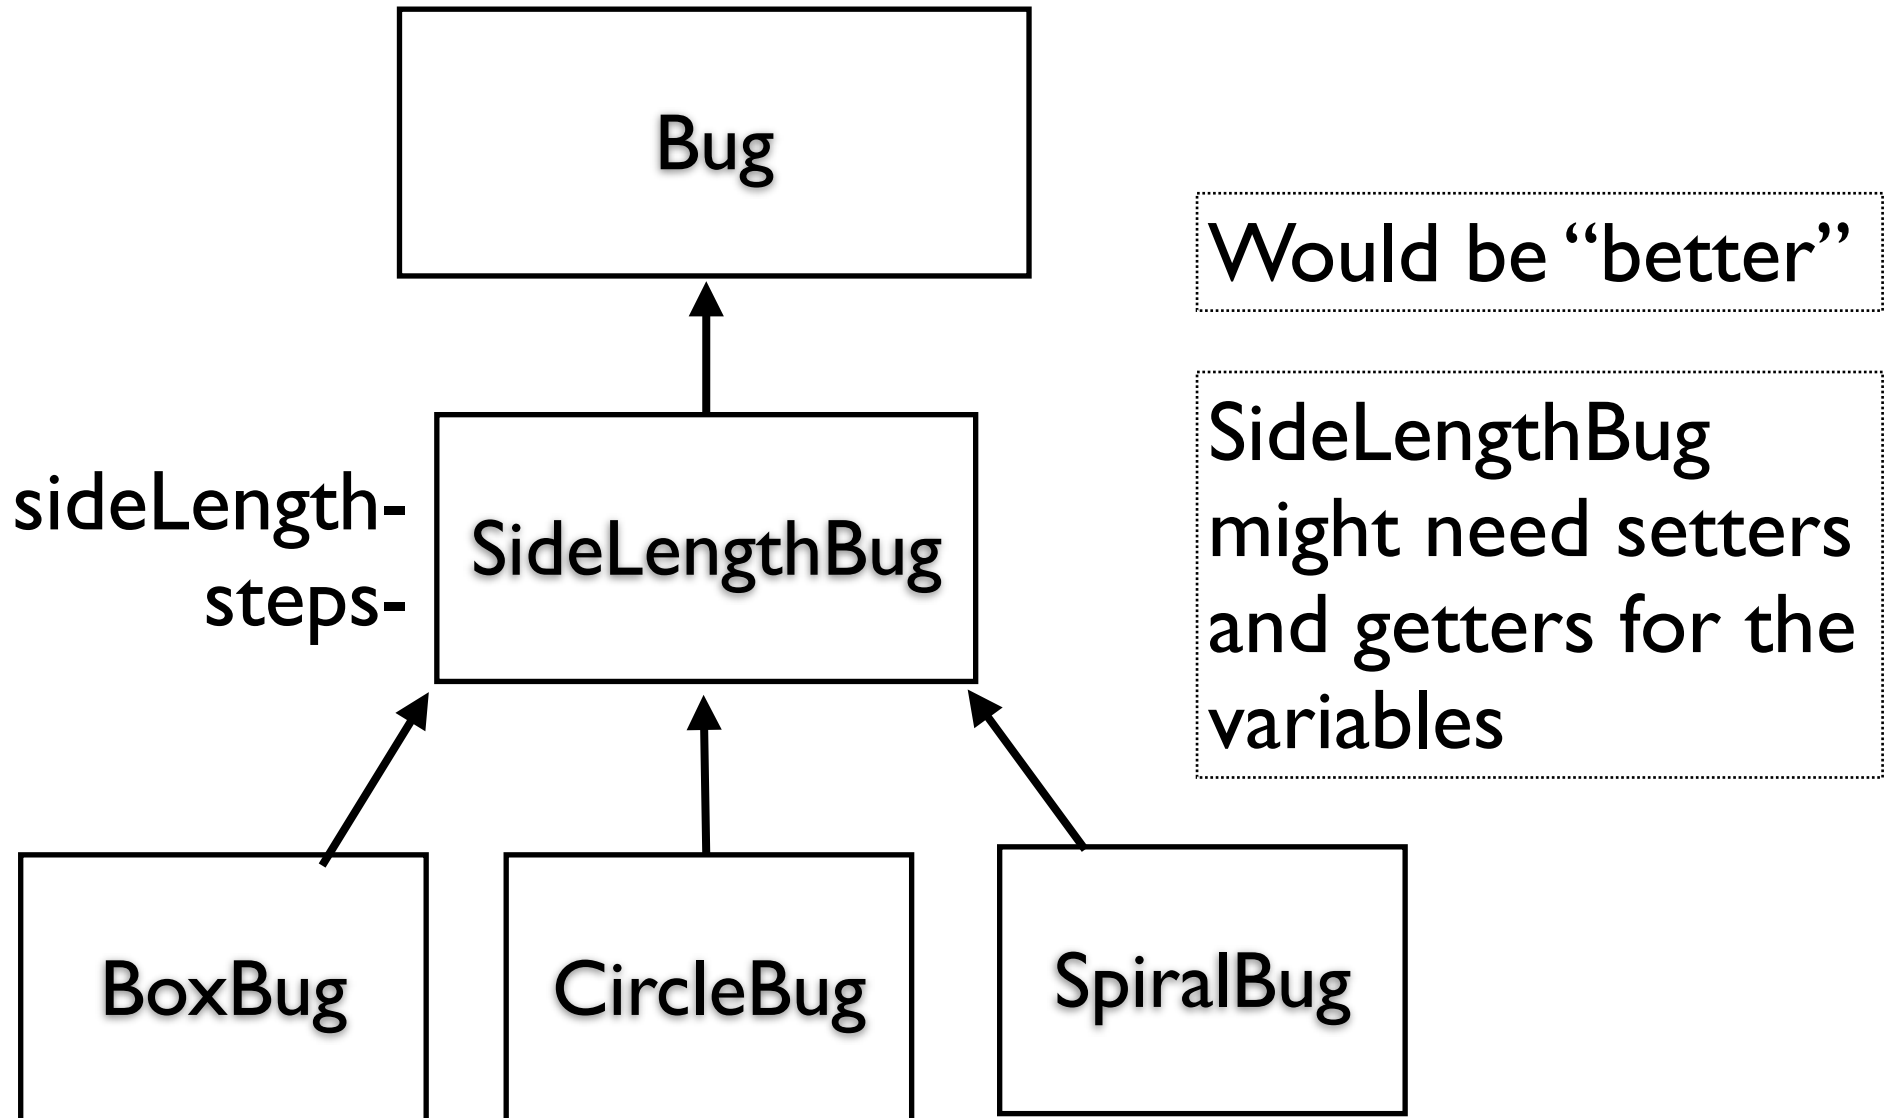 Bug
Would be “better”
sideLength-
steps-
SideLengthBug
SideLengthBug
might need setters
and getters for the
variables
BoxBug
CircleBug
SpiralBug